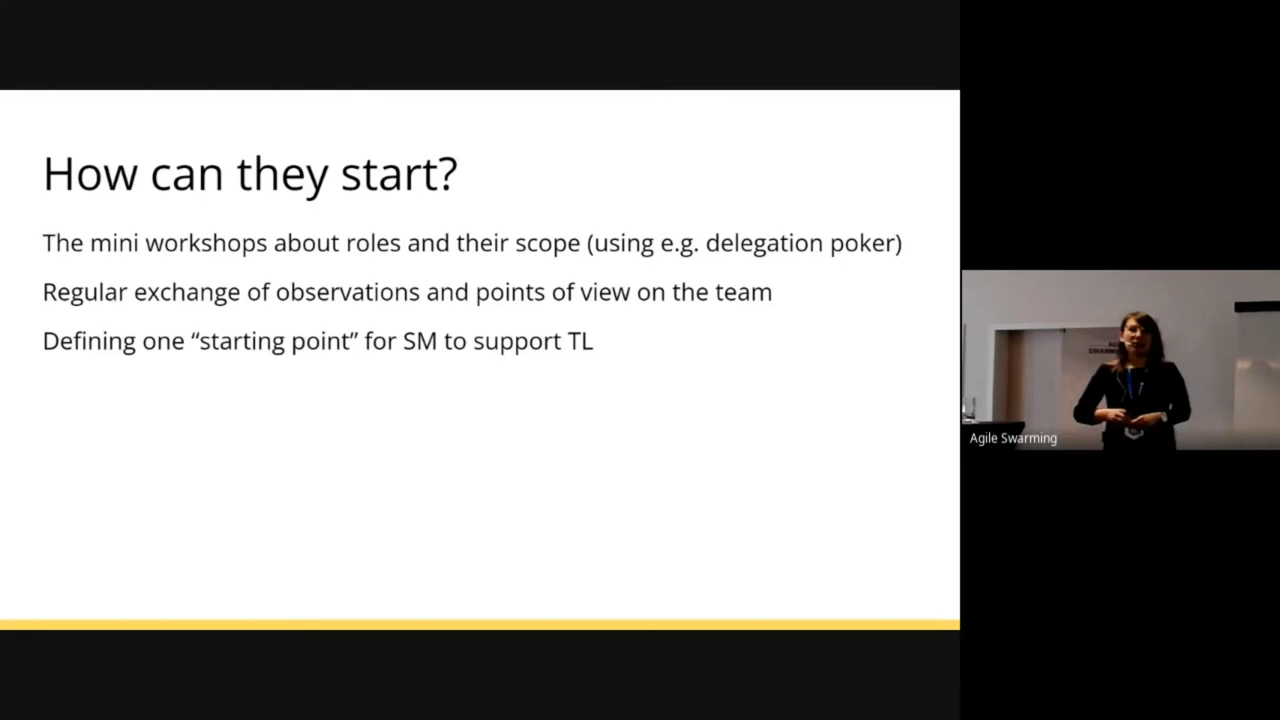 How can they start?
The mini workshops about roles and their scope (using e.g. delegation poker)
Regular exchange of observations and points of view on the team
Defining one “starting point” for SM to support TL
Agile Swarming